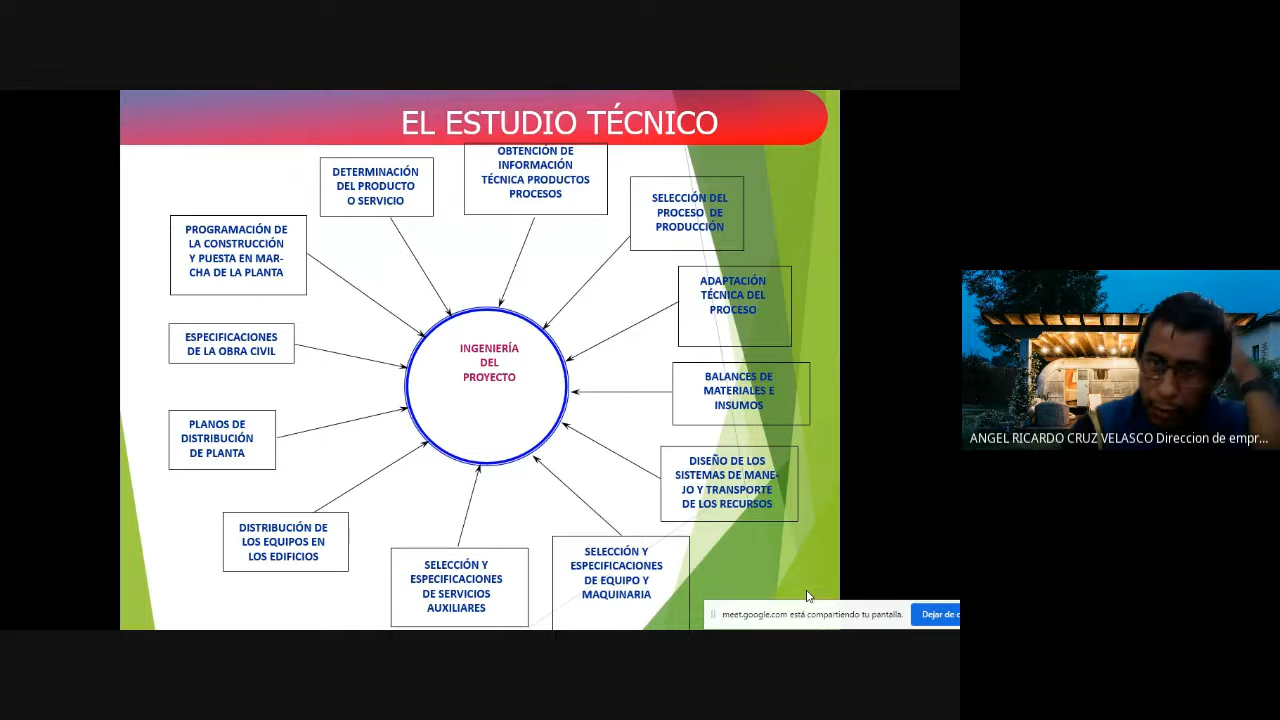 EL ESTUDIO TÉCNICO
OBTENCIÓN DE
INFORMACIÓN
TÉCNICA PRODUCTOS
PROCESOS
DETERMINACIÓN
DEL PRODUCTO
O SERVICIO
SELECCIÓN DEL
PROCESO DE
PRODUCCIÓN
PROGRAMACIÓN DE
LA CONSTRUCCIÓN
Y PUESTA EN MAR-
CHA DE LA PLANTA
ADAPTACIÓN
TÉCNICA DEL
PROCESO
ESPECIFICACIONES
DE LA OBRA CIVIL
INGENIERÍA
DEL
PROYECTO
BALANCES DE
MATERIALES E
INSUMOS
PLANOS DE
DISTRIBUCIÓN
DE PLANTA
DISEÑO DE LOS
SISTEMAS DE MANE-
JO Y TRANSPORTE
DE LOS RECURSOS
DISTRIBUCIÓN DE
LOS EQUIPOS EN
LOS EDIFICIOS
SELECCIÓN Y
ESPECIFICACIONES
DE SERVICIOS
AUXILIARES
SELECCIÓN Y
ESPECIFICACIONES
DE EQUIPO Y
MAQUINARIA
meet.google.com está compartiendo tu pantalla.
Dejar de c
ANGEL RICARDO CRUZ VELASCO Direccion de empr...